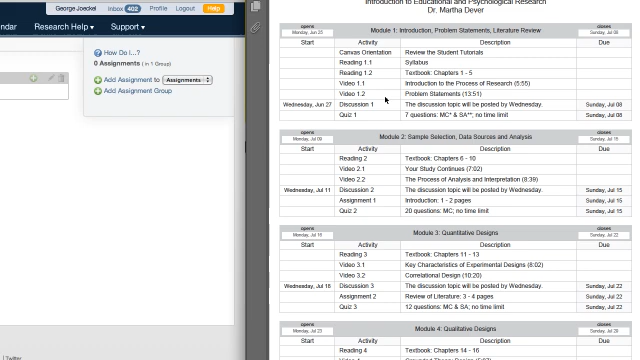 George Joeckel Inbox 402 Profile Logout Help
ndar Research Help Support
How Do I...?
0 Assignments ( in 1 Group)
Add Assignment to Assignments
Add Assignment Group
| Twitter
Introduction to Educational and Psychological Research
Dr. Martha Dever
opens Module 1: Introduction, Problem Statements, Literature Review closes
Monday, Jun 25 Sunday, Jul 08
Start Activity Description Due
Canvas Orientation Review the Student Tutorials
Reading 1.1 Syllabus
Reading 1.2 Textbook: Chapters 1 - 5
Video 1.1 Introduction to the Process of Research (5:55)
Video 1.2 Problem Statements (13:51)
Wednesday, Jun 27 Discussion 1 The discussion topic will be posted by Wednesday. Sunday, Jul 08
Quiz 1 7 questions: MC* & SA**; no time limit Sunday, Jul 08
opens Module 2: Sample Selection, Data Sources and Analysis closes
Monday, Jul 09 Sunday, Jul 15
Start Activity Description Due
Reading 2 Textbook: Chapters 6 - 10
Video 2.1 Your Study Continues (7:02)
Video 2.2 The Process of Analysis and Interpretation (8:39)
Wednesday, Jul 11 Discussion 2 The discussion topic will be posted by Wednesday. Sunday, Jul 15
Assignment 1 Introduction: 1 - 2 pages Sunday, Jul 15
Quiz 2 20 questions: MC; no time limit Sunday, Jul 15
opens Module 3: Quantitative Designs closes
Monday, Jul 16 Sunday, Jul 22
Start Activity Description Due
Reading 3 Textbook: Chapters 11 - 13
Video 3.1 Key Characteristics of Experimental Designs (8:02)
Video 3.2 Correlational Design (10:20)
Wednesday, Jul 18 Discussion 3 The discussion topic will be posted by Wednesday. Sunday, Jul 22
Assignment 2 Review of Literature: 3 - 4 pages Sunday, Jul 22
Quiz 3 12 questions: MC & SA; no time limit Sunday, Jul 22
opens Module 4: Qualitative Designs closes
Monday, Jul 23 Sunday, Jul 29
Start Activity Description Due
Reading 4 Textbook: Chapters 14 - 16